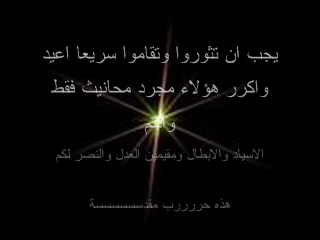 يجب ان تثوروا وتقاموا سريعا اعيد
واكرر هؤلاء مجرد محانيث فقط
وانتم
الاسياد والابطال ومقيمين العدل والنصر لكم
هذه حرررررب مقدسسسسسسة